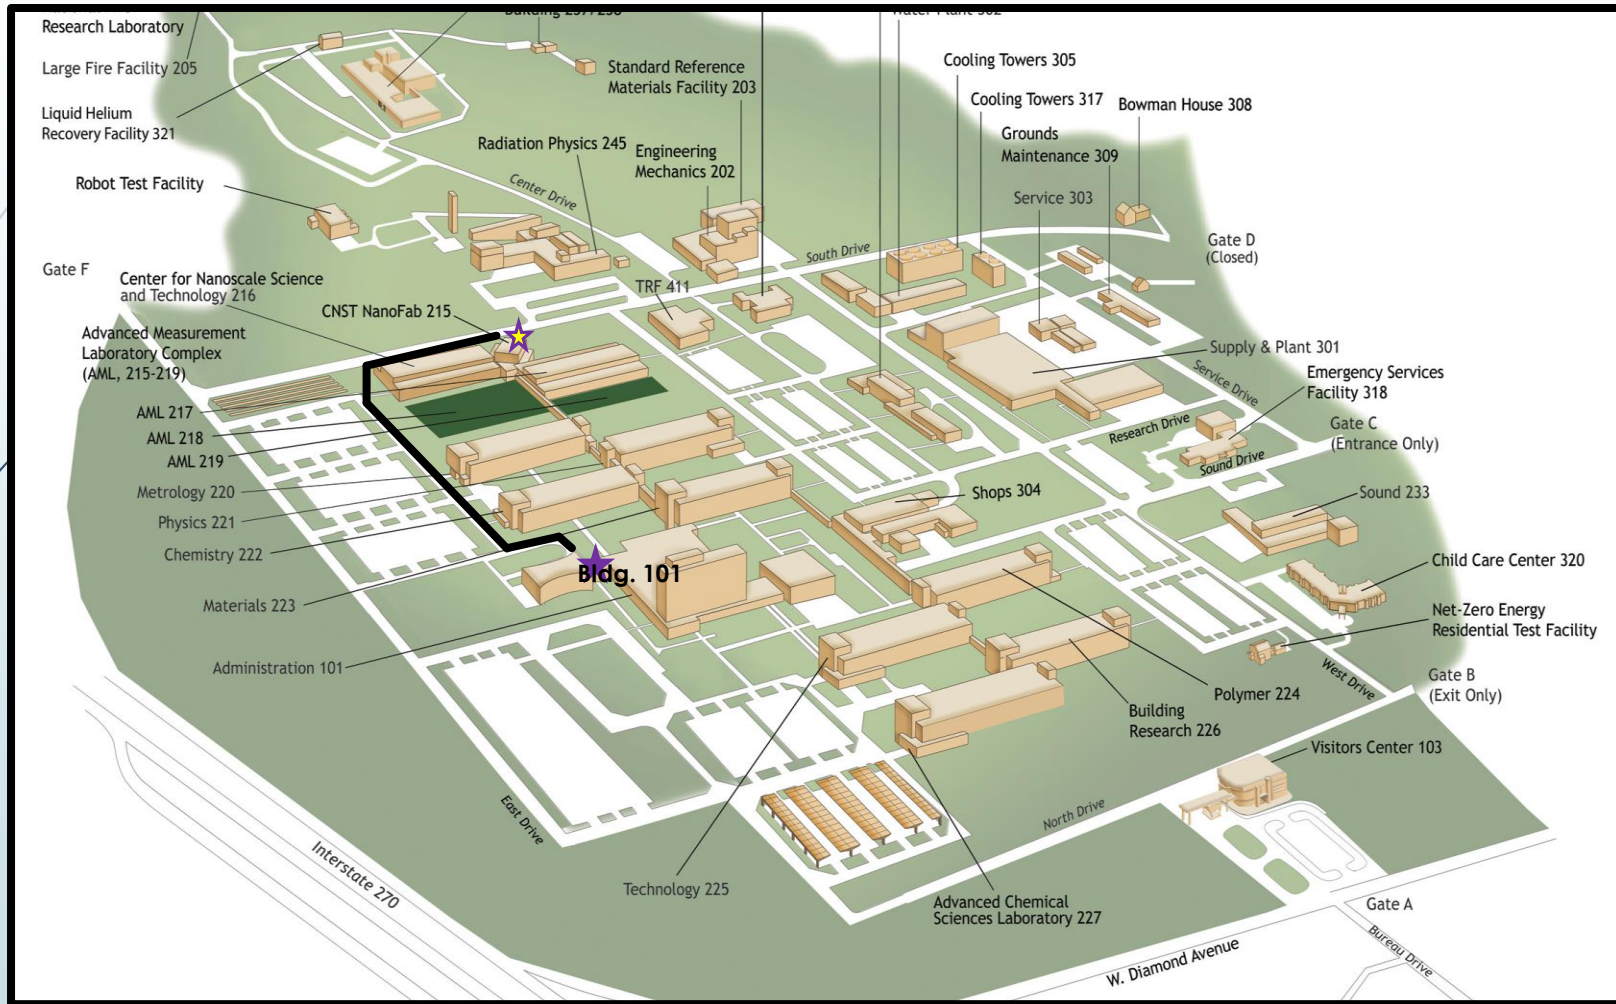 Research Laboratory
Large Fire Facility 205
Liquid Helium
Recovery Facility 321
Robot Test Facility
Gate F
Center for Nanoscale Science
and Technology 216
CNST NanoFab 215
Advanced Measurement
Laboratory Complex
(AML, 215-219)
AML 217
AML 218
AML 219
Metrology 220
Physics 221
Chemistry 222
Materials 223
Administration 101
Bldg. 101
Building 237/238
Standard Reference
Materials Facility 203
Radiation Physics 245
Engineering
Mechanics 202
Center Drive
TRF 411
South Drive
Water Plant 302
Cooling Towers 305
Cooling Towers 317
Bowman House 308
Grounds
Maintenance 309
Service 303
Gate D
(Closed)
Supply & Plant 301
Service Drive
Emergency Services
Facility 318
Research Drive
Gate C
(Entrance Only)
Sound Drive
Shops 304
Sound 233
Child Care Center 320
Net-Zero Energy
Residential Test Facility
West Drive
Gate B
(Exit Only)
Polymer 224
Building
Research 226
Visitors Center 103
North Drive
East Drive
Interstate 270
Technology 225
Advanced Chemical
Sciences Laboratory 227
Gate A
W. Diamond Avenue
Bureau Drive